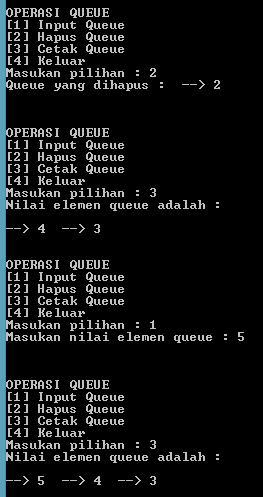 OPERASI QUEUE
[1] Input Queue
[2] Hapus Queue
[3] Cetak Queue
[4] Keluar
Masukan pilihan : 2
Queue yang dihapus :  --> 2
OPERASI QUEUE
[1] Input Queue
[2] Hapus Queue
[3] Cetak Queue
[4] Keluar
Masukan pilihan : 3
Nilai elemen queue adalah :
--> 4  --> 3
OPERASI QUEUE
[1] Input Queue
[2] Hapus Queue
[3] Cetak Queue
[4] Keluar
Masukan pilihan : 1
Masukan nilai elemen queue : 5
OPERASI QUEUE
[1] Input Queue
[2] Hapus Queue
[3] Cetak Queue
[4] Keluar
Masukan pilihan : 3
Nilai elemen queue adalah :
--> 5  --> 4  --> 3